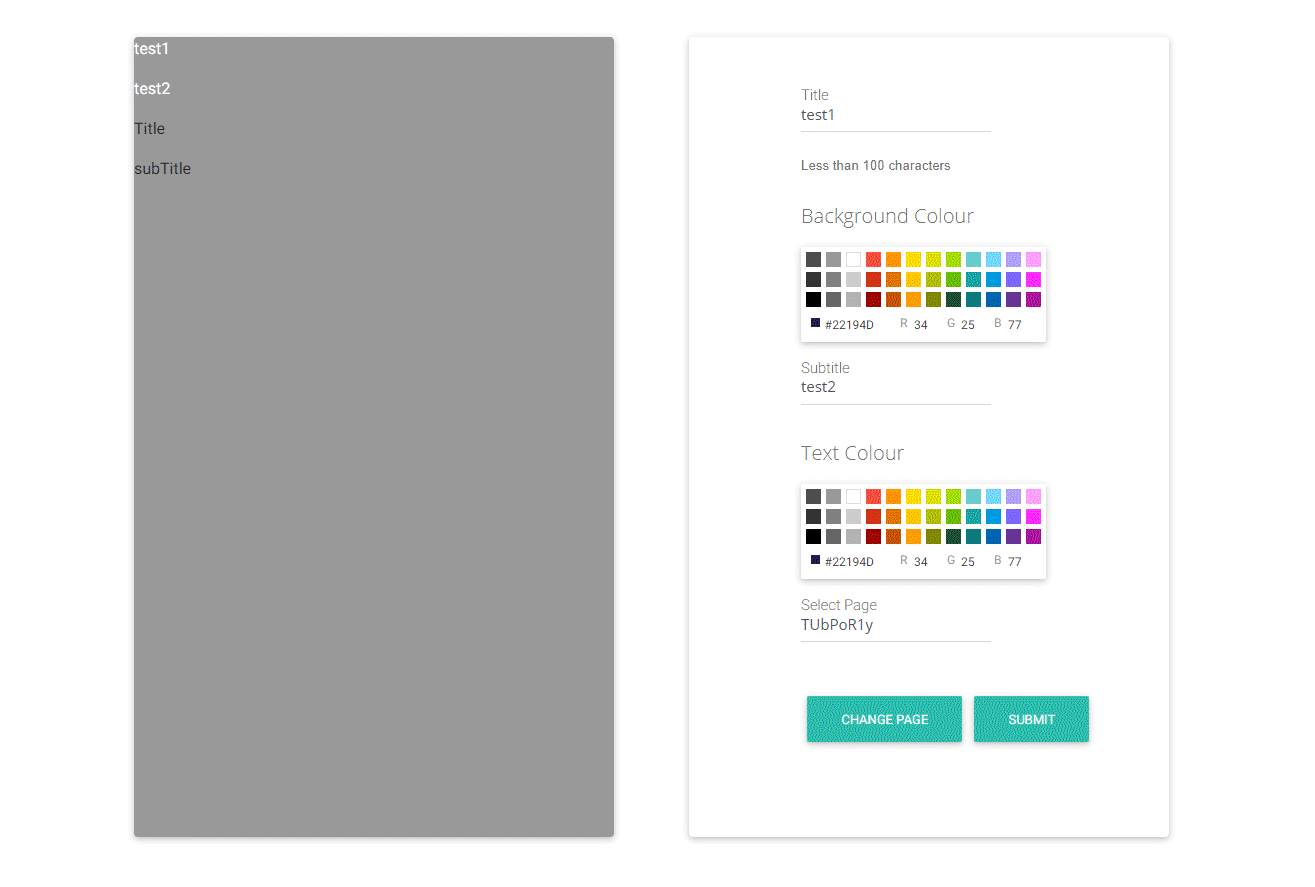 test1
test2
Title
subTitle
Title
test1
Less than 100 characters
Background Colour
#22194D R 34 G 25 B 77
Subtitle
test2
Text Colour
#22194D R 34 G 25 B 77
Select Page
TUbPoR1y
CHANGE PAGE SUBMIT